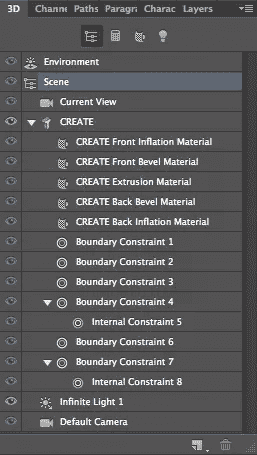 3D Channe Paths Paragra Charac Layers
Environment
Scene
Current View
CREATE
CREATE Front Inflation Material
CREATE Front Bevel Material
CREATE Extrusion Material
CREATE Back Bevel Material
CREATE Back Inflation Material
Boundary Constraint 1
Boundary Constraint 2
Boundary Constraint 3
Boundary Constraint 4
Internal Constraint 5
Boundary Constraint 6
Boundary Constraint 7
Internal Constraint 8
Infinite Light 1
Default Camera